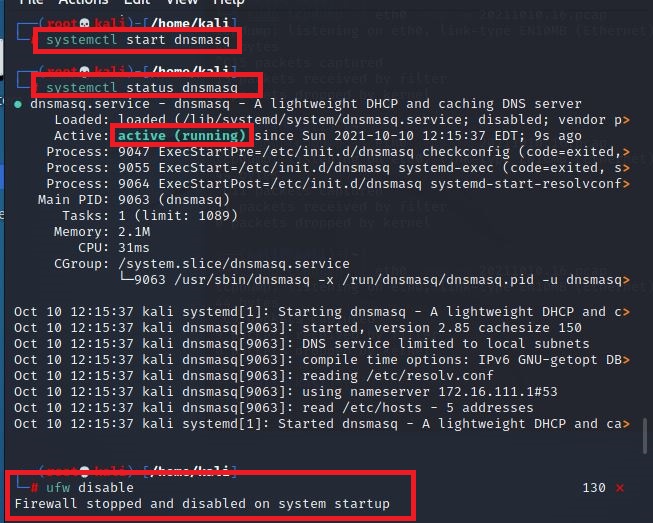 File Actions Edit View Help
(root💀kali)-[/home/kali]
systemctl start dnsmasq
(root💀kali)-[/home/kali]
systemctl status dnsmasq
● dnsmasq.service - dnsmasq - A lightweight DHCP and caching DNS server
Loaded: loaded (/lib/systemd/system/dnsmasq.service; disabled; vendor p>
Active: active (running) since Sun 2021-10-10 12:15:37 EDT; 9s ago
Process: 9047 ExecStartPre=/etc/init.d/dnsmasq checkconfig (code=exited,>
Process: 9055 ExecStart=/etc/init.d/dnsmasq systemd-exec (code=exited, s>
Process: 9064 ExecStartPost=/etc/init.d/dnsmasq systemd-start-resolvconf>
Main PID: 9063 (dnsmasq)
Tasks: 1 (limit: 1089)
Memory: 2.1M
CPU: 31ms
CGroup: /system.slice/dnsmasq.service
└─9063 /usr/sbin/dnsmasq -x /run/dnsmasq/dnsmasq.pid -u dnsmasq>
Oct 10 12:15:37 kali systemd[1]: Starting dnsmasq - A lightweight DHCP and c>
Oct 10 12:15:37 kali dnsmasq[9063]: started, version 2.85 cachesize 150
Oct 10 12:15:37 kali dnsmasq[9063]: DNS service limited to local subnets
Oct 10 12:15:37 kali dnsmasq[9063]: compile time options: IPv6 GNU-getopt DB>
Oct 10 12:15:37 kali dnsmasq[9063]: reading /etc/resolv.conf
Oct 10 12:15:37 kali dnsmasq[9063]: using nameserver 172.16.111.1#53
Oct 10 12:15:37 kali dnsmasq[9063]: read /etc/hosts - 5 addresses
Oct 10 12:15:37 kali systemd[1]: Started dnsmasq - A lightweight DHCP and ca>
(root💀kali)-[/home/kali]
└─# ufw disable 130 ⨯
Firewall stopped and disabled on system startup